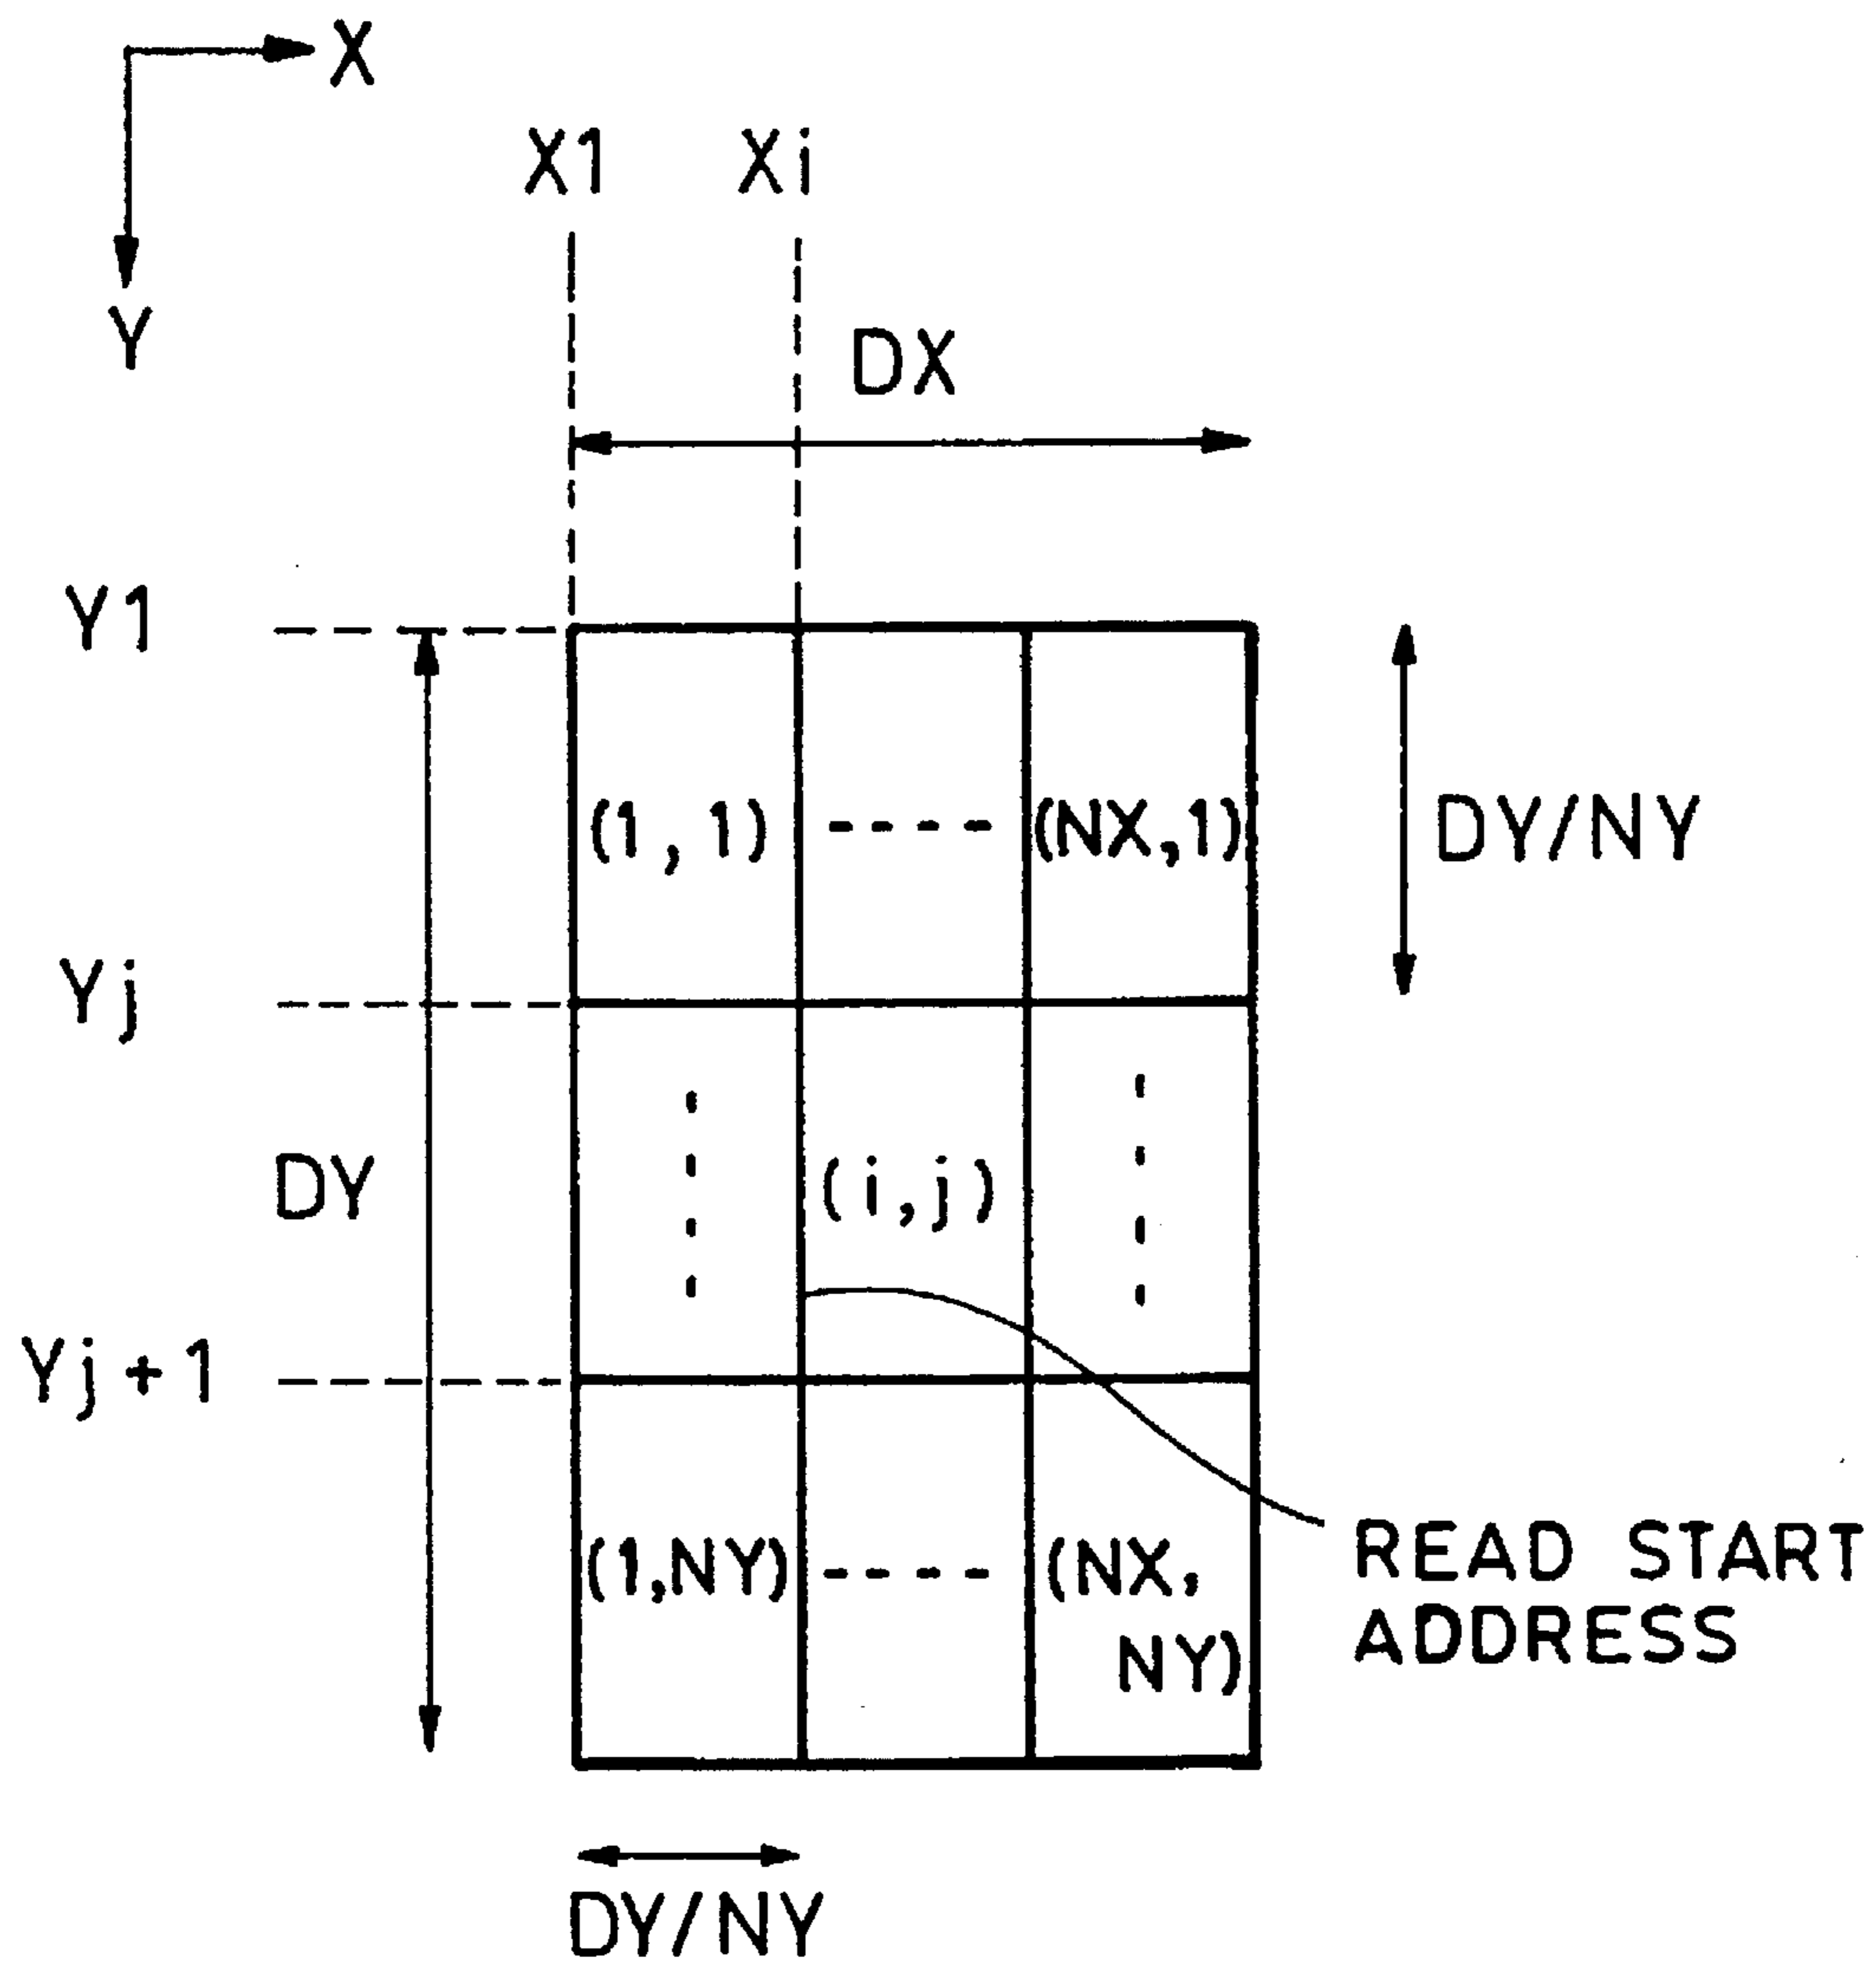 X
X1 Xi
Y
DX
Y1
(1,1) ---- (NX,1) DY/NY
Yj
DY (i,j)
Yj+1
(1,NY) ---- (NX,
NY)
READ START
ADDRESS
DY/NY